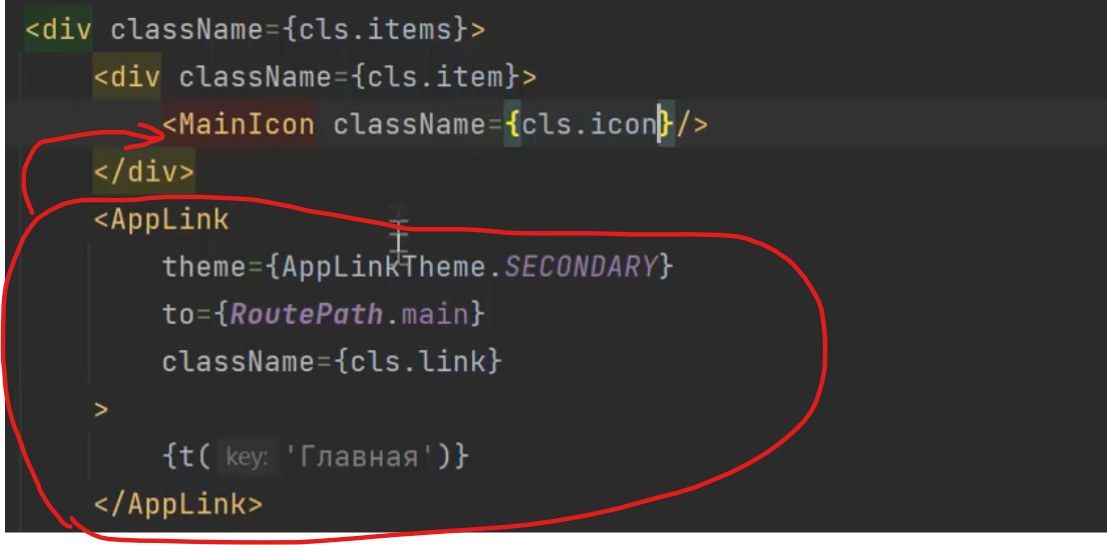 <div className={cls.items}>
<div className={cls.item}>
<MainIcon className={cls.icon}/>
</div>
<AppLink
theme={AppLinkTheme.SECONDARY}
to={RoutePath.main}
className={cls.link}
>
{t( key: 'Главная')}
</AppLink>